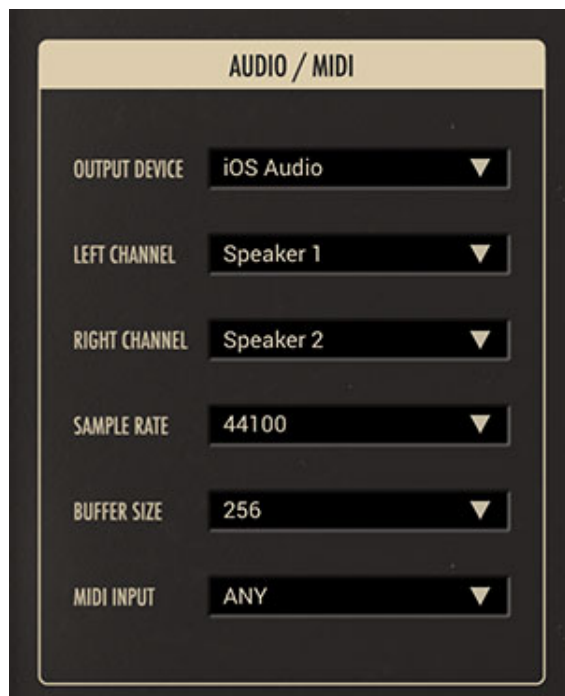 AUDIO / MIDI
OUTPUT DEVICE iOS Audio
LEFT CHANNEL Speaker 1
RIGHT CHANNEL Speaker 2
SAMPLE RATE 44100
BUFFER SIZE 256
MIDI INPUT ANY